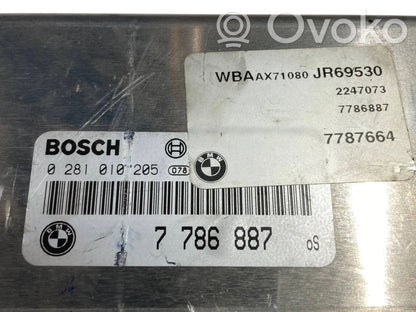 OVOKO
WBAAX71080 JR69530
2247073
7786887
7787664
BMW
BOSCH
0 281 010 205 078
BMW
7 786 887 oS